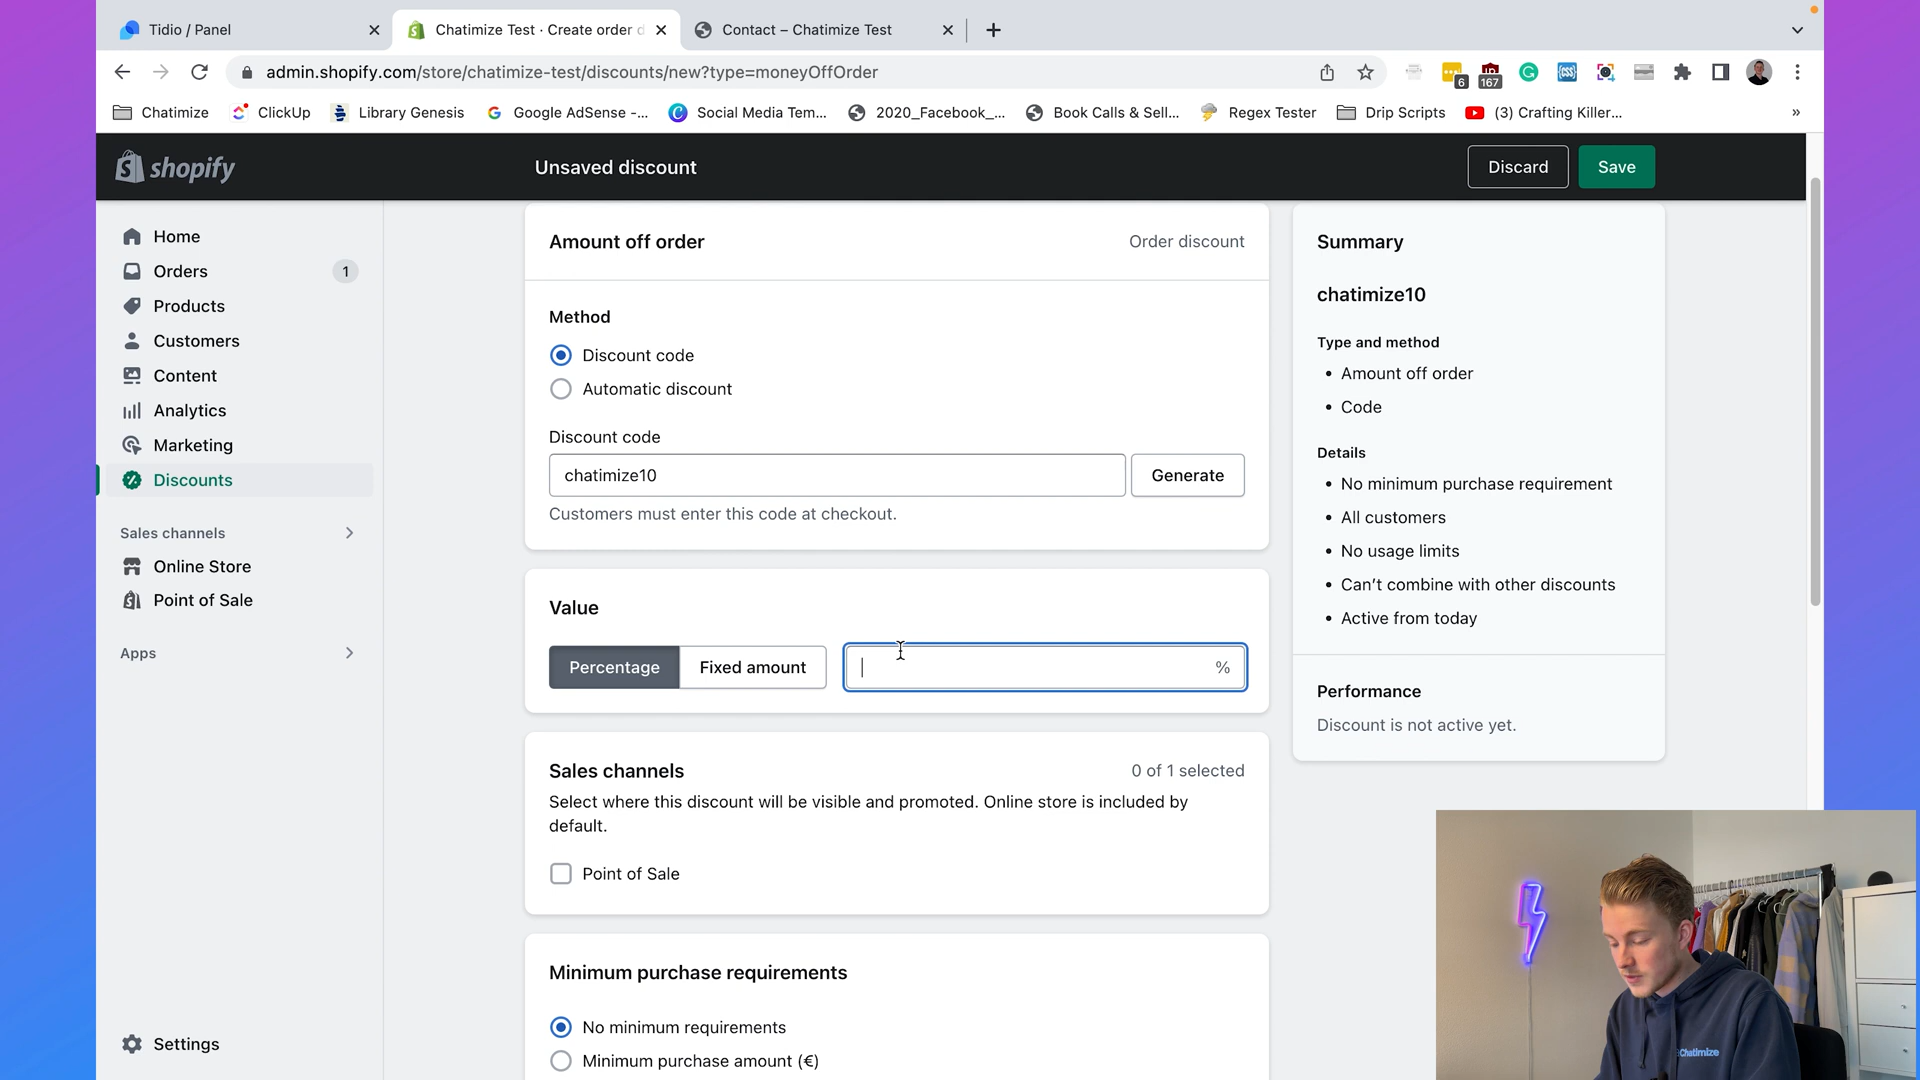 Tidio / Panel
Chatimize Test · Create order d
Contact – Chatimize Test
admin.shopify.com/store/chatimize-test/discounts/new?type=moneyOffOrder
6
167
Chatimize
ClickUp
Library Genesis
Google AdSense -...
Social Media Tem...
2020_Facebook_...
Book Calls & Sell...
Regex Tester
Drip Scripts
(3) Crafting Killer...
»
shopify
Unsaved discount
Discard
Save
Home
Orders
1
Products
Customers
Content
Analytics
Marketing
Discounts
Sales channels
Online Store
Point of Sale
Apps
Settings
Amount off order
Order discount
Method
Discount code
Automatic discount
Discount code
chatimize10
Generate
Customers must enter this code at checkout.
Value
Percentage
Fixed amount
%
Sales channels
0 of 1 selected
Select where this discount will be visible and promoted. Online store is included by
default.
Point of Sale
Minimum purchase requirements
No minimum requirements
Minimum purchase amount (€)
Summary
chatimize10
Type and method
• Amount off order
• Code
Details
• No minimum purchase requirement
• All customers
• No usage limits
• Can't combine with other discounts
• Active from today
Performance
Discount is not active yet.
Chatimize